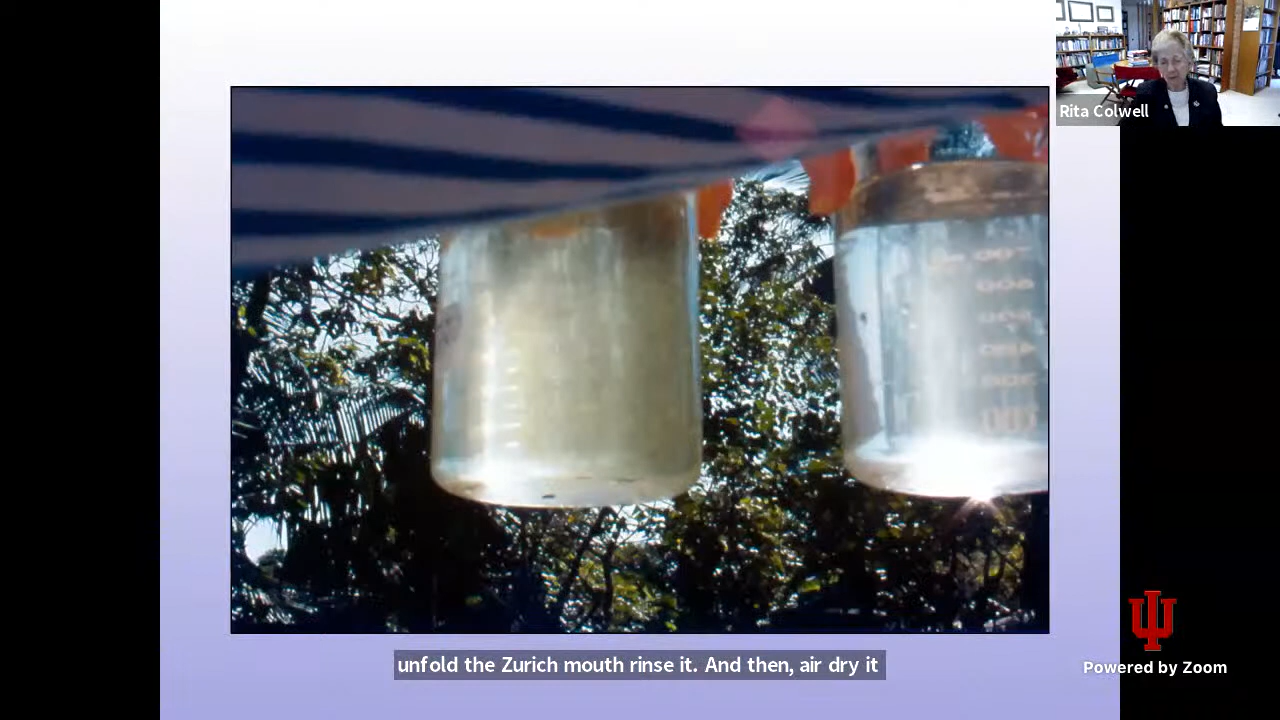 Rita Colwell
unfold the Zurich mouth rinse it. And then, air dry it
Powered by Zoom